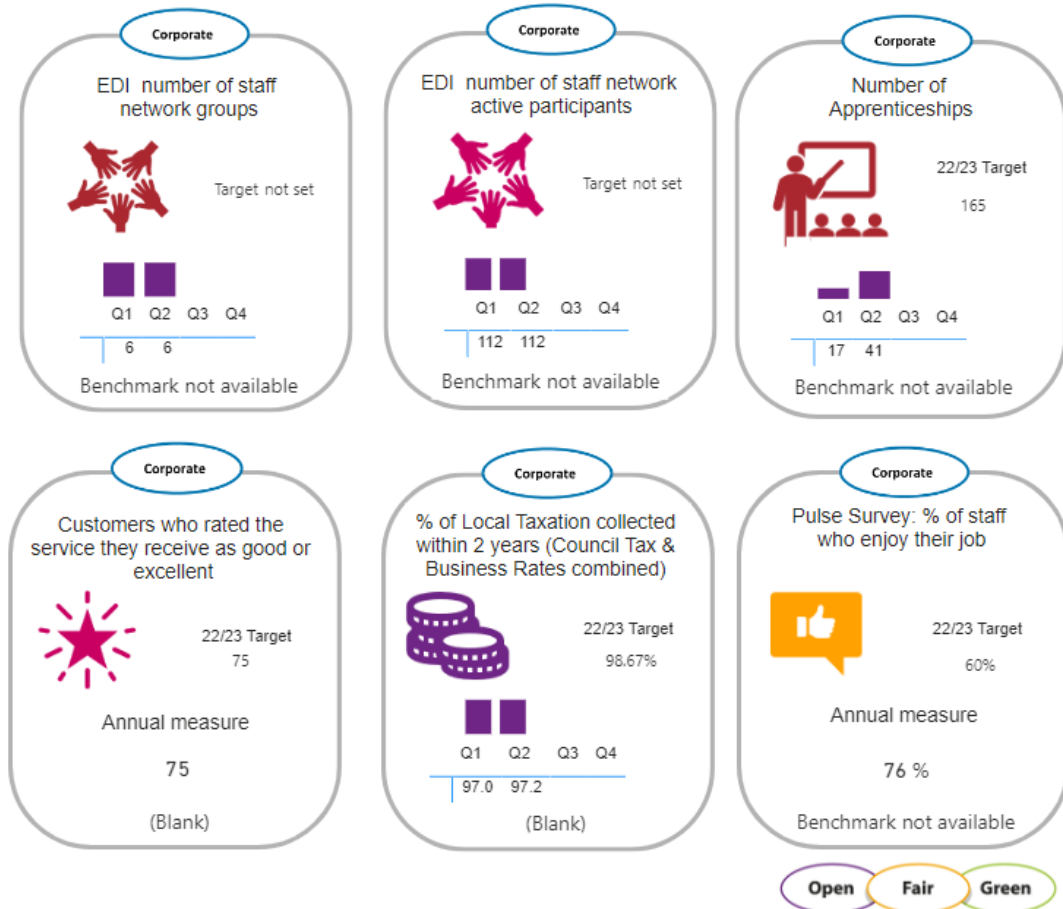 Corporate
EDI number of staff
network groups
Target not set
Q1 Q2 Q3 Q4
6 6
Benchmark not available
Corporate
EDI number of staff network
active participants
Target not set
Q1 Q2 Q3 Q4
112 112
Benchmark not available
Corporate
Number of
Apprenticeships
22/23 Target
165
Q1 Q2 Q3 Q4
17 41
Benchmark not available
Corporate
Customers who rated the
service they receive as good or
excellent
22/23 Target
75
Annual measure
75
(Blank)
Corporate
% of Local Taxation collected
within 2 years (Council Tax &
Business Rates combined)
22/23 Target
98.67%
Q1 Q2 Q3 Q4
97.0 97.2
(Blank)
Corporate
Pulse Survey: % of staff
who enjoy their job
22/23 Target
60%
Annual measure
76 %
Benchmark not available
Open Fair Green